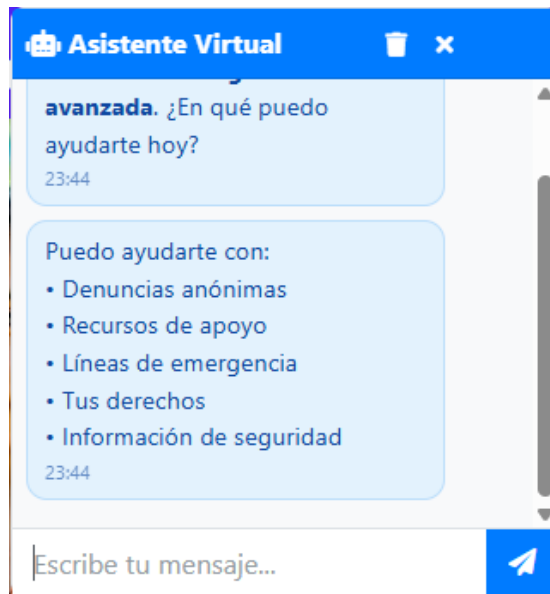 Asistente Virtual
avanzada. ¿En qué puedo
ayudarte hoy?
23:44
Puedo ayudarte con:
• Denuncias anónimas
• Recursos de apoyo
• Líneas de emergencia
• Tus derechos
• Información de seguridad
23:44
Escribe tu mensaje...